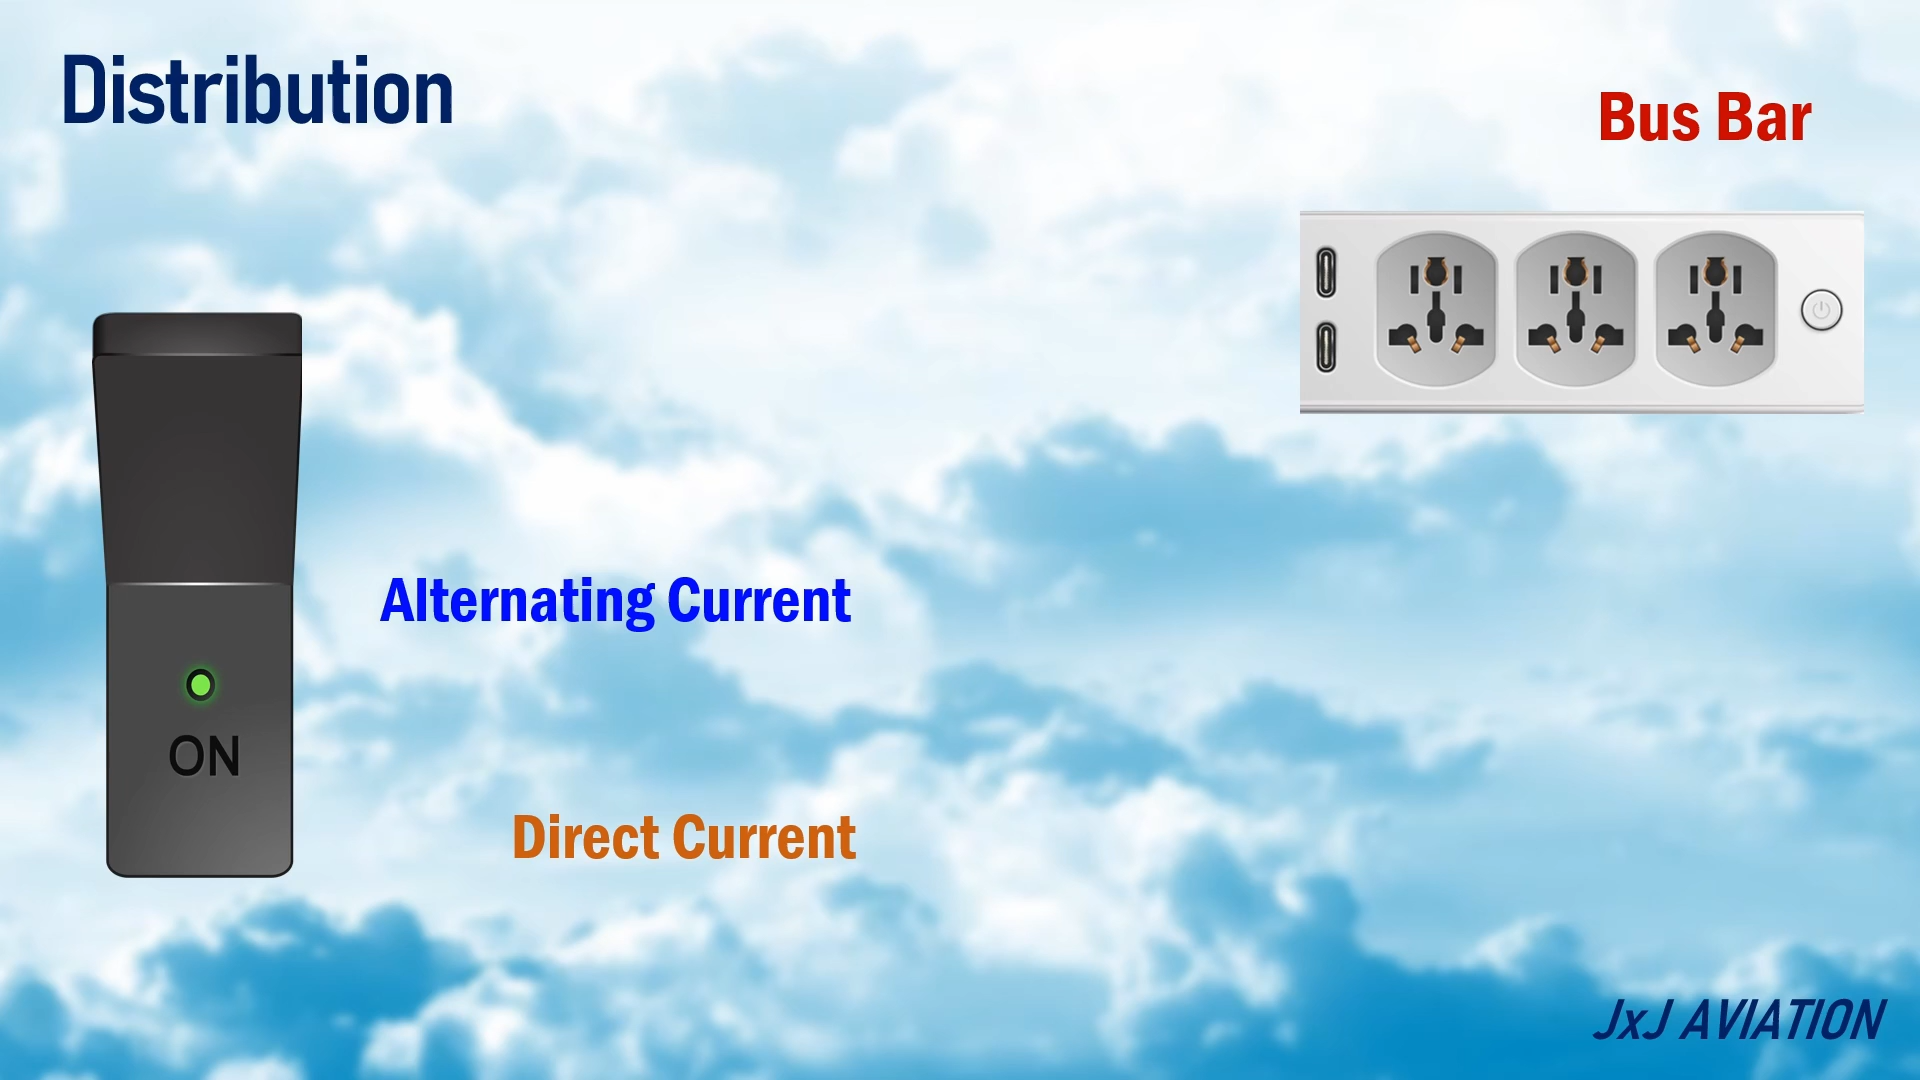 Distribution
Bus Bar
Alternating Current
ON
Direct Current
JxJ AVIATION